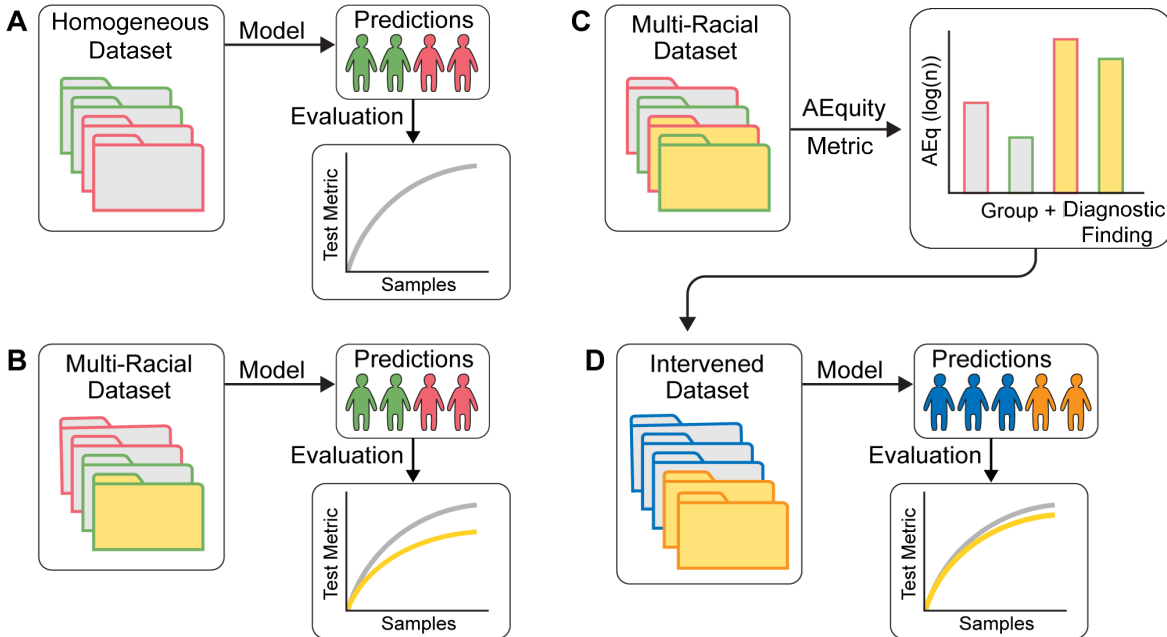 A
Homogeneous
Dataset
Model
Predictions
Evaluation
Test Metric
Samples
B
Multi-Racial
Dataset
Model
Predictions
Evaluation
Test Metric
Samples
C
Multi-Racial
Dataset
AEquity
Metric
AEq (log(n))
Group + Diagnostic
Finding
D
Intervened
Dataset
Model
Predictions
Evaluation
Test Metric
Samples